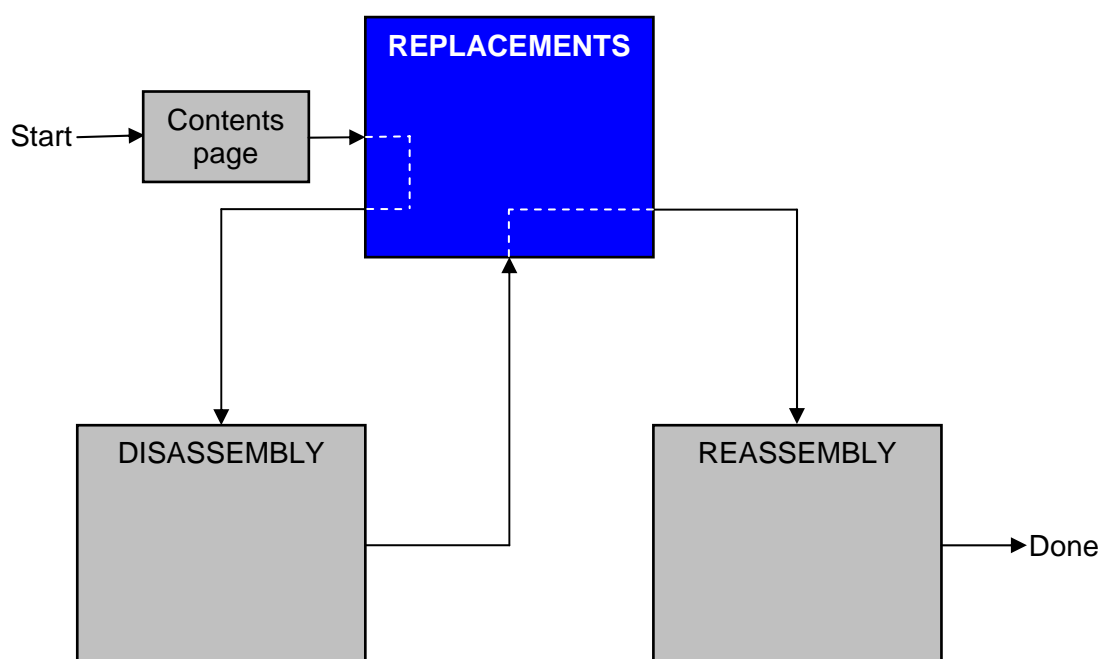 REPLACEMENTS
Start
Contents
page
DISASSEMBLY
REASSEMBLY
Done